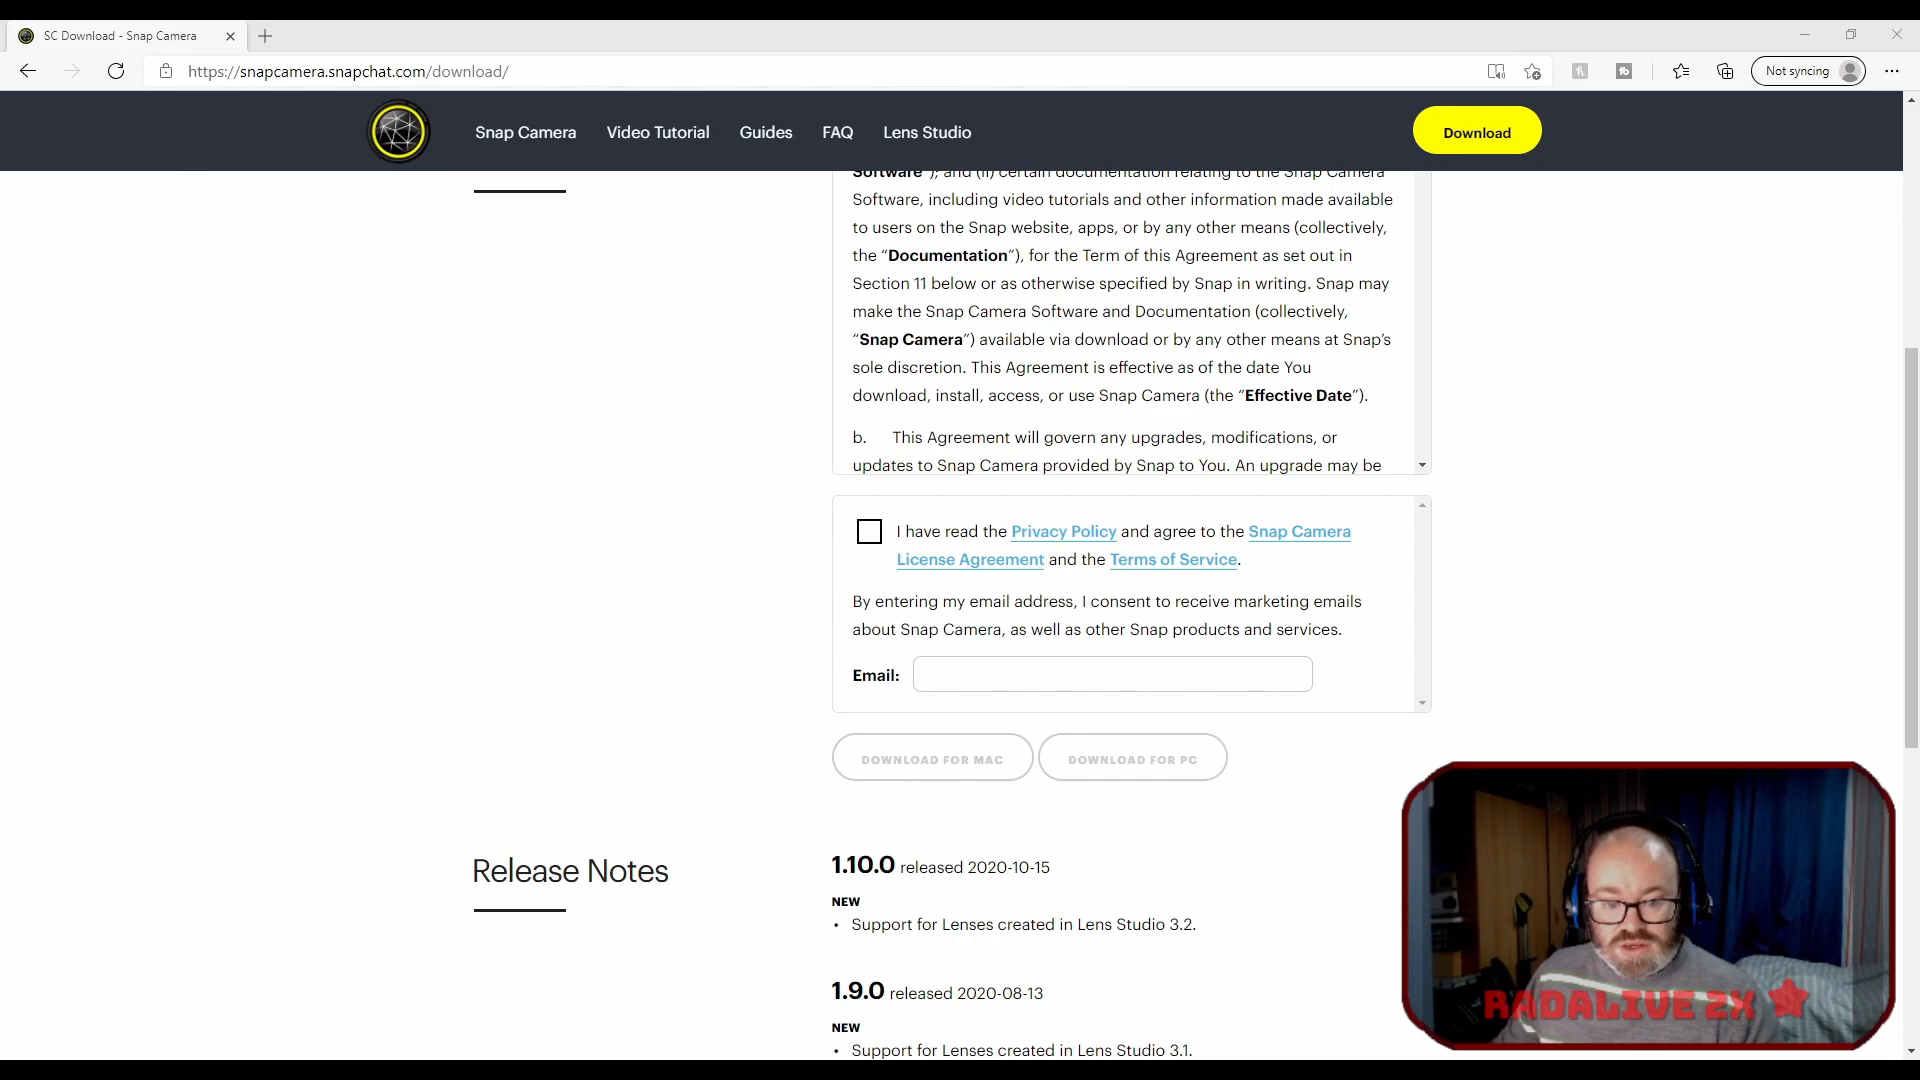 SC Download - Snap Camera
https://snapcamera.snapchat.com/download/
Not syncing
Snap Camera
Video Tutorial
Guides
FAQ
Lens Studio
Download
Software"); and (ii) certain documentation relating to the Snap Camera
Software, including video tutorials and other information made available
to users on the Snap website, apps, or by any other means (collectively,
the “Documentation”), for the Term of this Agreement as set out in
Section 11 below or as otherwise specified by Snap in writing. Snap may
make the Snap Camera Software and Documentation (collectively,
“Snap Camera”) available via download or by any other means at Snap’s
sole discretion. This Agreement is effective as of the date You
download, install, access, or use Snap Camera (the “Effective Date”).
b. This Agreement will govern any upgrades, modifications, or
updates to Snap Camera provided by Snap to You. An upgrade may be
I have read the Privacy Policy and agree to the Snap Camera
License Agreement and the Terms of Service.
By entering my email address, I consent to receive marketing emails
about Snap Camera, as well as other Snap products and services.
Email:
DOWNLOAD FOR MAC
DOWNLOAD FOR PC
Release Notes
1.10.0 released 2020-10-15
NEW
• Support for Lenses created in Lens Studio 3.2.
1.9.0 released 2020-08-13
NEW
• Support for Lenses created in Lens Studio 3.1.
RADALIVE 2X